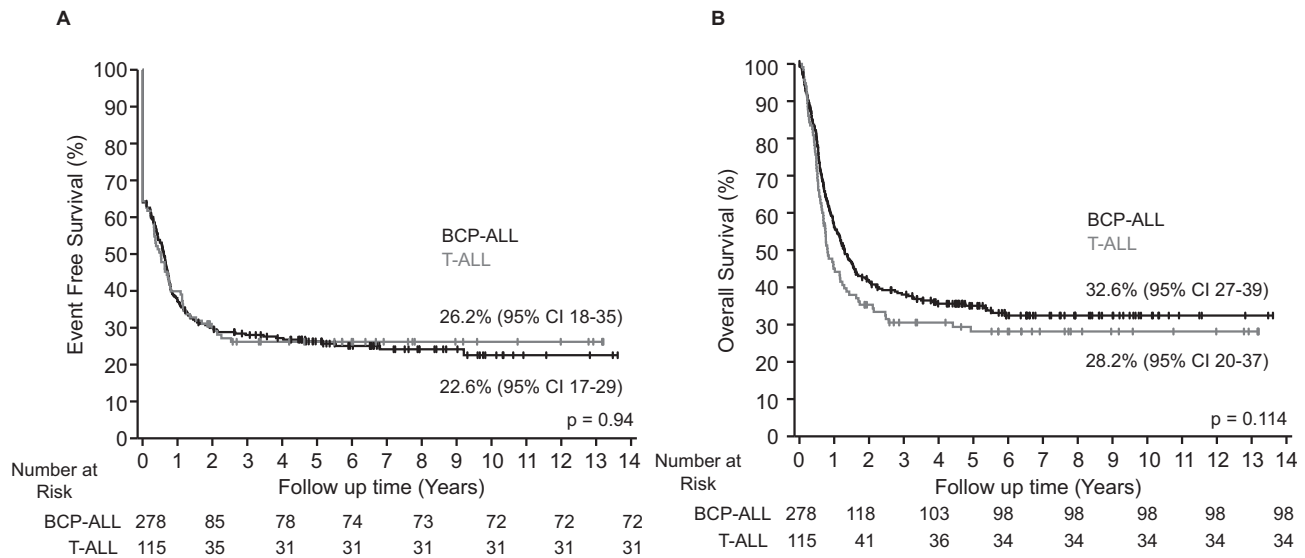 A
100
90
80
70
60
50
40
30
20
10
0
Event Free Survival (%)
BCP-ALL
T-ALL
26.2% (95% CI 18-35)
22.6% (95% CI 17-29)
p = 0.94
0 1 2 3 4 5 6 7 8 9 10 11 12 13 14
Follow up time (Years)
Number at
Risk
BCP-ALL 278 85 78 74 73 72 72 72
T-ALL 115 35 31 31 31 31 31 31
B
100
90
80
70
60
50
40
30
20
10
0
Overall Survival (%)
BCP-ALL
T-ALL
32.6% (95% CI 27-39)
28.2% (95% CI 20-37)
p = 0.114
0 1 2 3 4 5 6 7 8 9 10 11 12 13 14
Follow up time (Years)
Number at
Risk
BCP-ALL 278 118 103 98 98 98 98 98
T-ALL 115 41 36 34 34 34 34 34